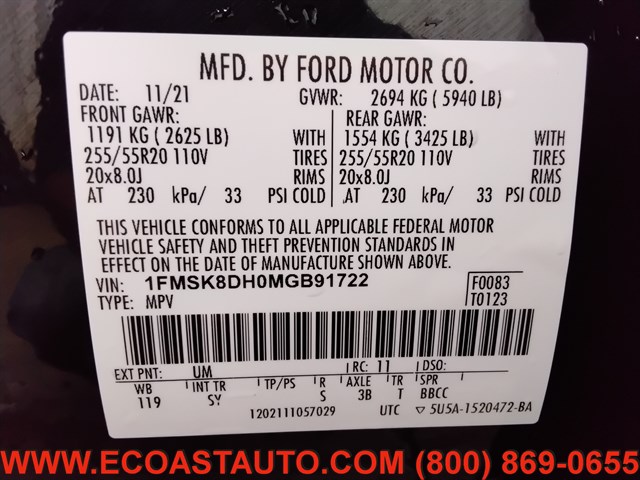 MFD. BY FORD MOTOR CO.
DATE: 11/21 GVWR: 2694 KG ( 5940 LB)
FRONT GAWR: REAR GAWR:
1191 KG ( 2625 LB) WITH 1554 KG ( 3425 LB) WITH
255/55R20 110V TIRES 255/55R20 110V TIRES
20x8.0J RIMS 20x8.0J RIMS
AT 230 kPa/ 33 PSI COLD AT 230 kPa/ 33 PSI COLD
THIS VEHICLE CONFORMS TO ALL APPLICABLE FEDERAL MOTOR
VEHICLE SAFETY AND THEFT PREVENTION STANDARDS IN
EFFECT ON THE DATE OF MANUFACTURE SHOWN ABOVE.
VIN: 1FMSK8DH0MGB91722 F0083
TYPE: MPV T0123
EXT PNT: UM RC: 11 DSO:
WB INT TR TP/PS R AXLE TR SPR
119 SY S 3B T BBCC
1202111057029 UTC ▽ 5U5A-1520472-BA
WWW.ECOASTAUTO.COM (800) 869-0655